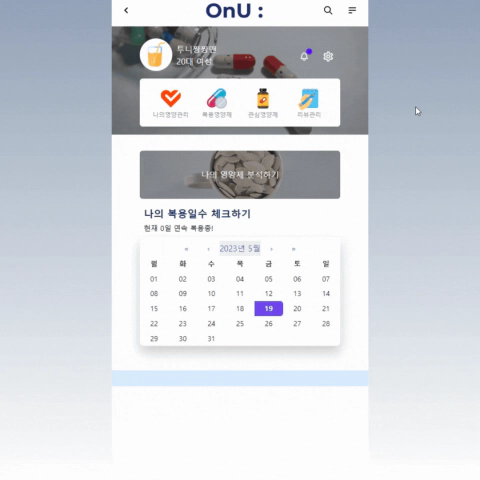 OnU :
20대 여성
나의영양관리 복용영양제 관심영양제 리뷰관리
나의 영양제 분석하기
나의 복용일수 체크하기
현재 0일 연속 복용중!
« ‹ 2023년 5월 › »
월 화 수 목 금 토 일
01 02 03 04 05 06 07
08 09 10 11 12 13 14
15 16 17 18 19 20 21
22 23 24 25 26 27 28
29 30 31